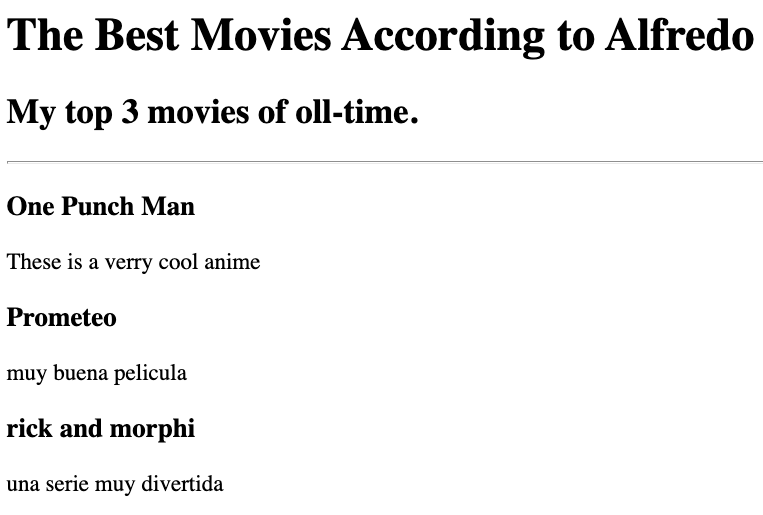 The Best Movies According to Alfredo
My top 3 movies of oll-time.
One Punch Man
These is a verry cool anime
Prometeo
muy buena pelicula
rick and morphi
una serie muy divertida